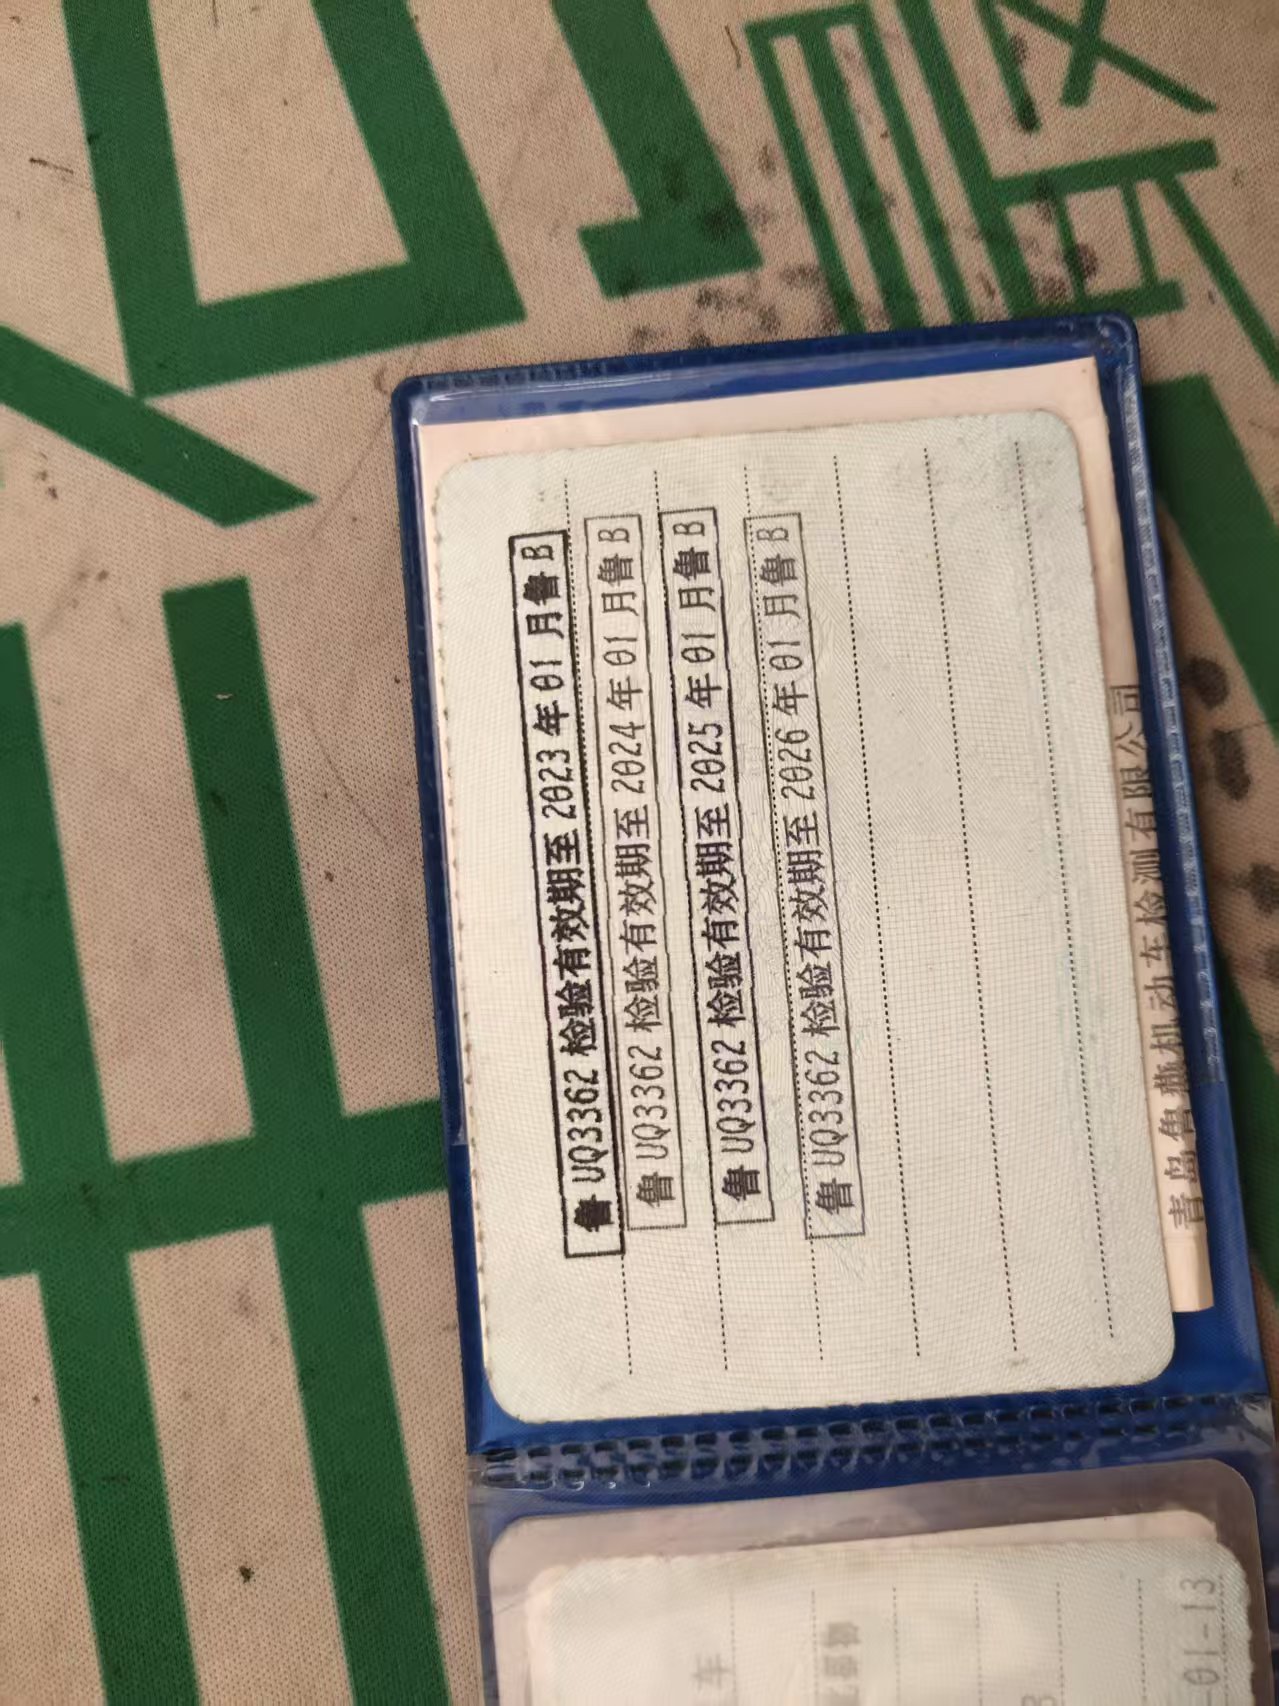 鲁 UQ3362 检验有效期至 2023 年 01 月鲁 B
鲁 UQ3362 检验有效期至 2024 年 01 月鲁 B
鲁 UQ3362 检验有效期至 2025 年 01 月鲁 B
鲁 UQ3362 检验有效期至 2026 年 01 月鲁 B
青岛鲁燕机动车检测有限公司
车
01-13